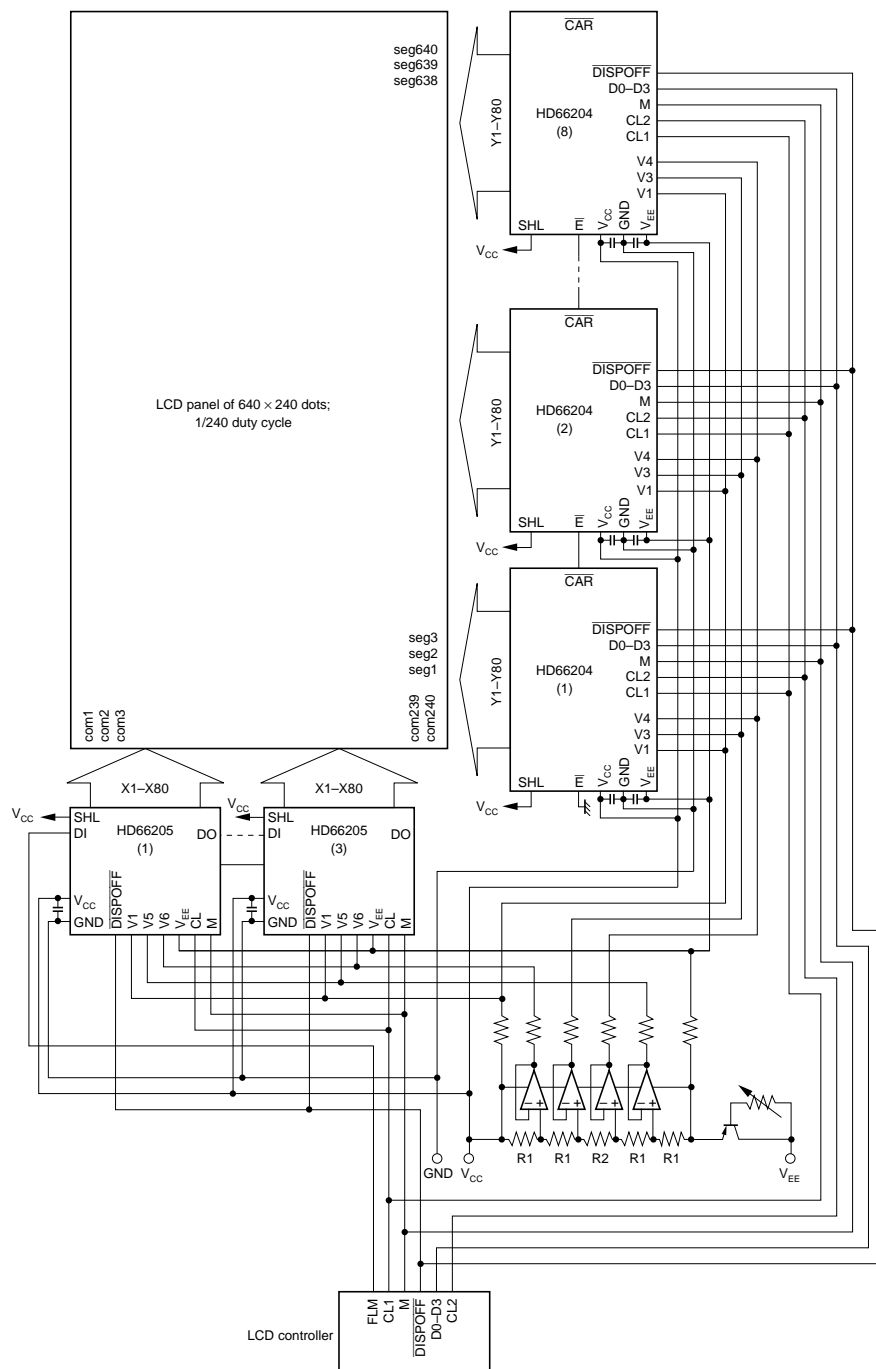 seg640
seg639
seg638
Y1–Y80
CAR
HD66204
(8)
DISPOFF
D0–D3
M
CL2
CL1
V4
V3
V1
SHL
E
VCC
GND
VEE
VCC
LCD panel of 640 × 240 dots;
1/240 duty cycle
Y1–Y80
CAR
HD66204
(2)
DISPOFF
D0–D3
M
CL2
CL1
V4
V3
V1
SHL
E
VCC
GND
VEE
VCC
seg3
seg2
seg1
Y1–Y80
CAR
HD66204
(1)
DISPOFF
D0–D3
M
CL2
CL1
V4
V3
V1
SHL
E
VCC
GND
VEE
VCC
com1
com2
com3
com239
com240
X1–X80
X1–X80
VCC
SHL
DI
HD66205
(1)
DO
VCC
GND
DISPOFF
V1
V5
V6
VEE
CL
M
VCC
SHL
DI
HD66205
(3)
DO
VCC
GND
DISPOFF
V1
V5
V6
VEE
CL
M
– +
– +
– +
– +
GND
VCC
R1
R1
R2
R1
R1
VEE
LCD controller
FLM
CL1
M
DISPOFF
D0–D3
CL2